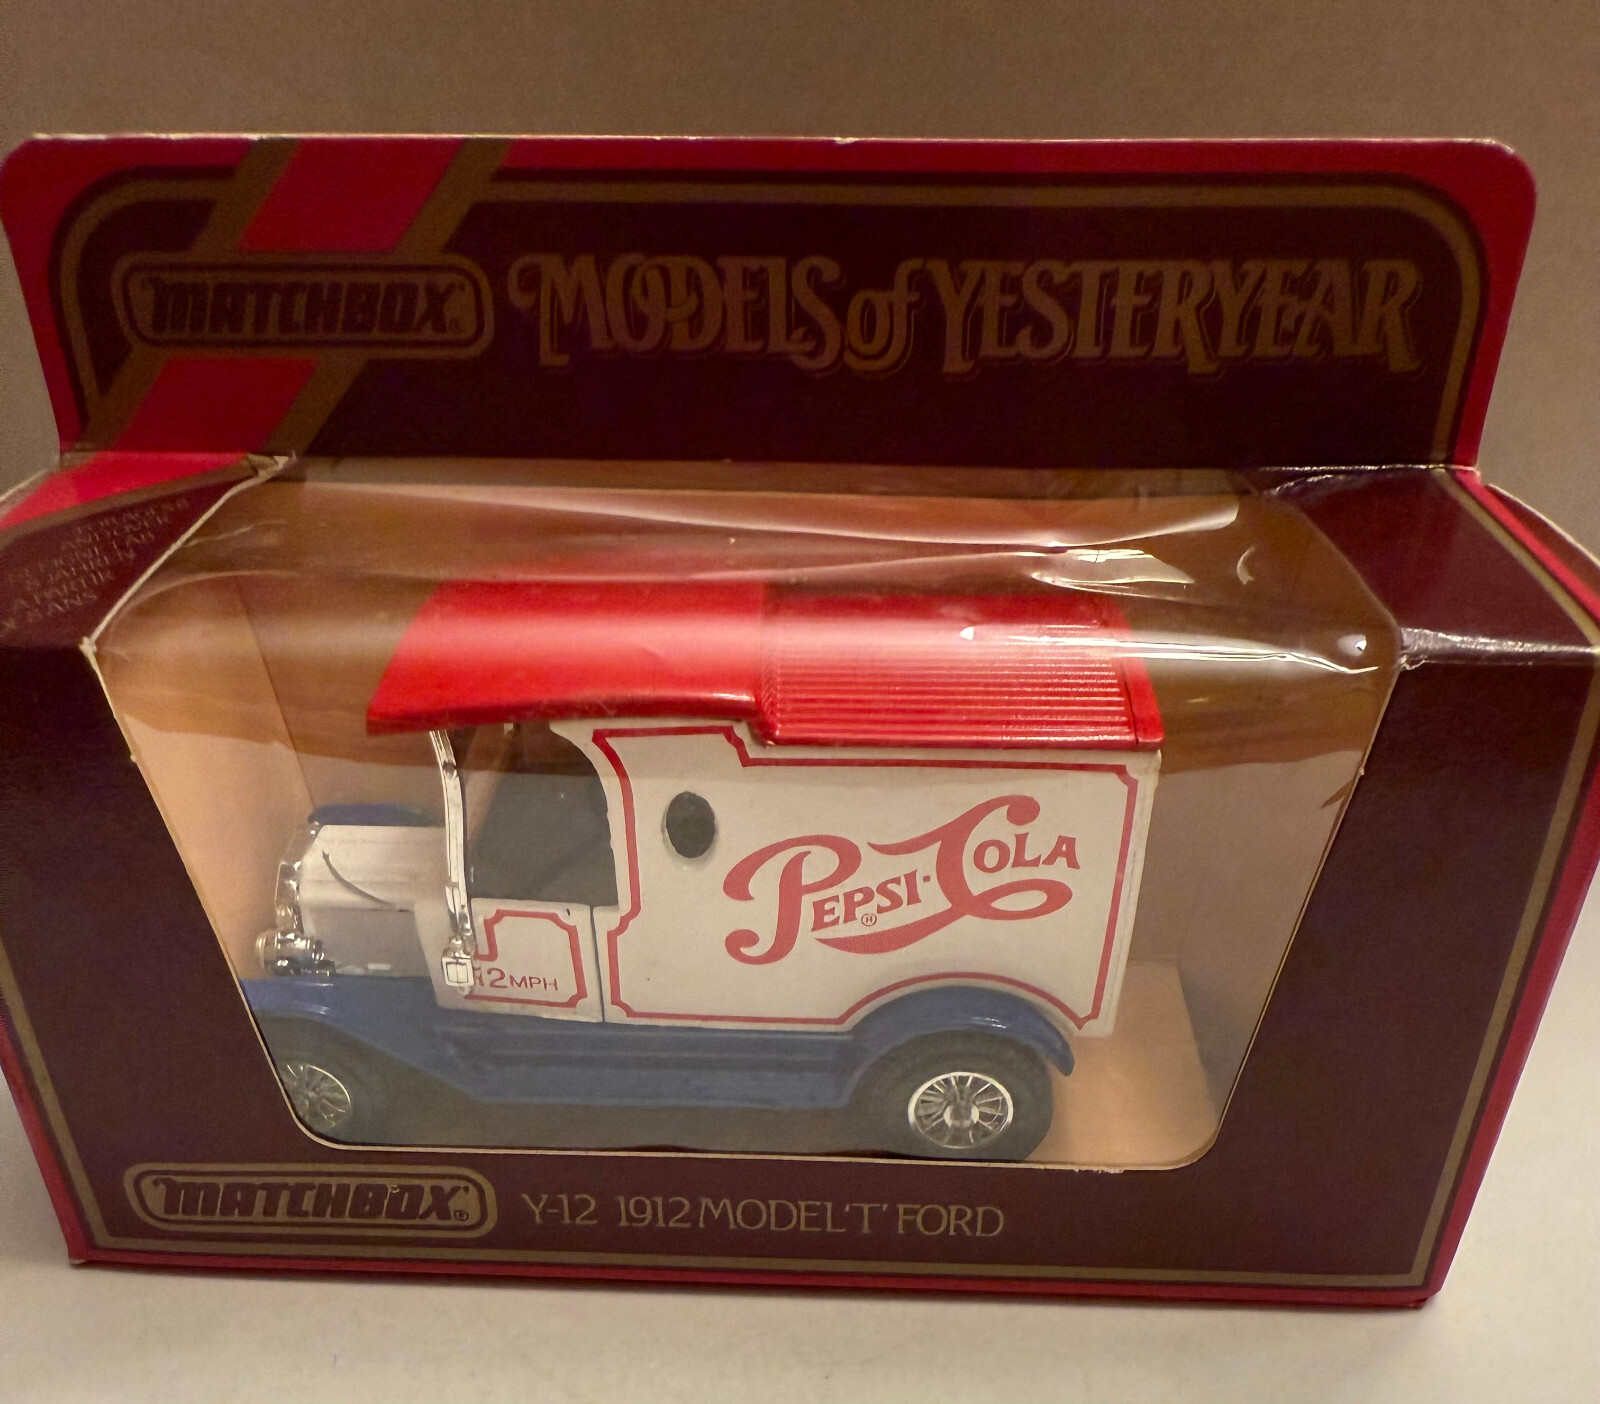 MATCHBOX®
MODELS of YESTERYEAR
PEPSI-COLA
®
12 MPH
MATCHBOX®
Y-12 1912 MODEL 'T' FORD